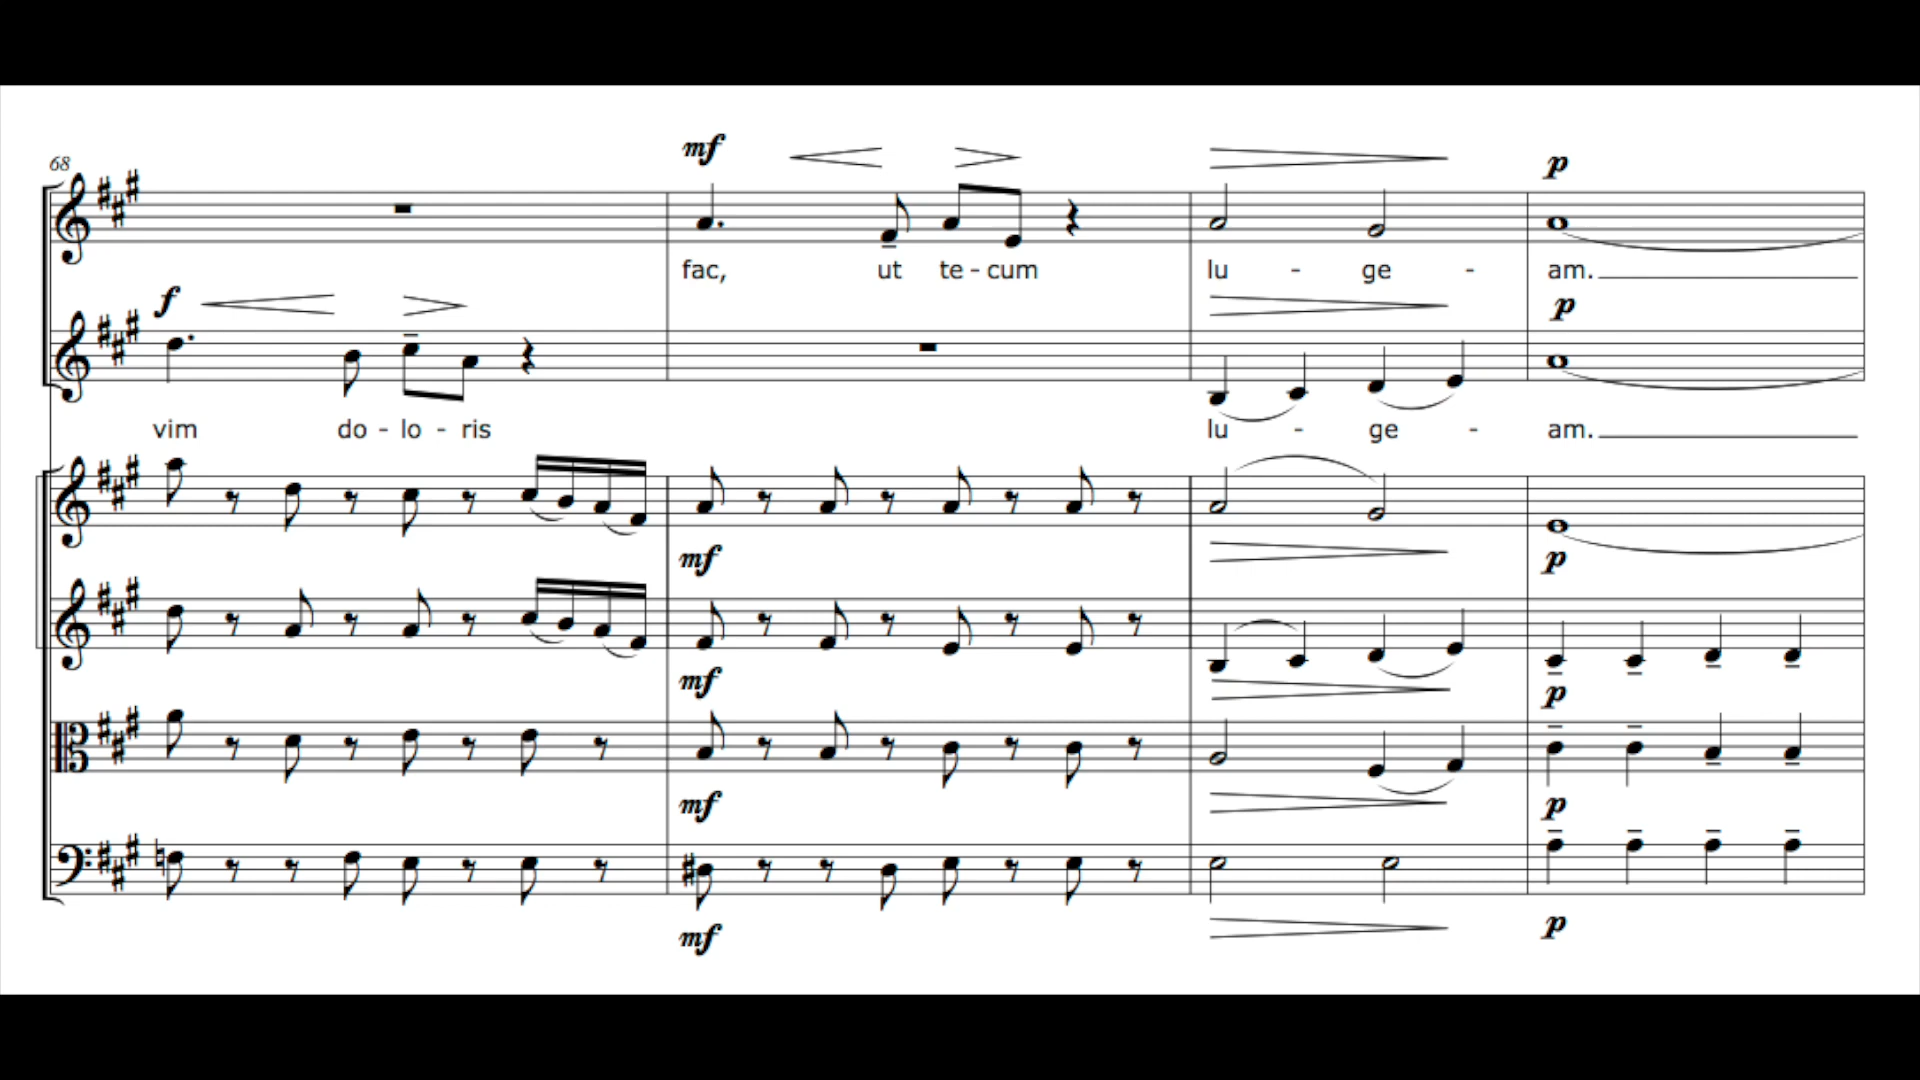 68
mf
p
fac, ut te - cum lu - ge - am.
f
p
vim do - lo - ris lu - ge - am.
mf
p
mf
p
mf
p
mf
p